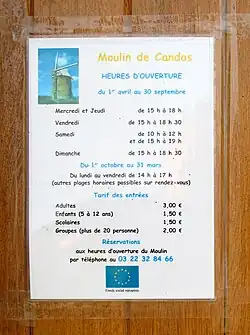 Moulin de Candas
HEURES D'OUVERTURE
du 1er avril au 30 septembre
Mercredi et Jeudi de 15 h à 18 h
Vendredi de 15 h à 18 h 30
Samedi de 10 h à 12 h
et de 15 h à 19 h
Dimanche de 15 h à 18 h 30
Du 1er octobre au 31 mars
Du lundi au vendredi de 14 h à 17 h
(autres plages horaires possibles sur rendez-vous)
Tarif des entrées
Adultes 3,00 €
Enfants (5 à 12 ans) 1,50 €
Scolaires 1,50 €
Groupes (plus de 20 personne) 2,00 €
Réservations
aux heures d'ouverture du Moulin
par téléphone au 03 22 32 84 66
Fonds social européen